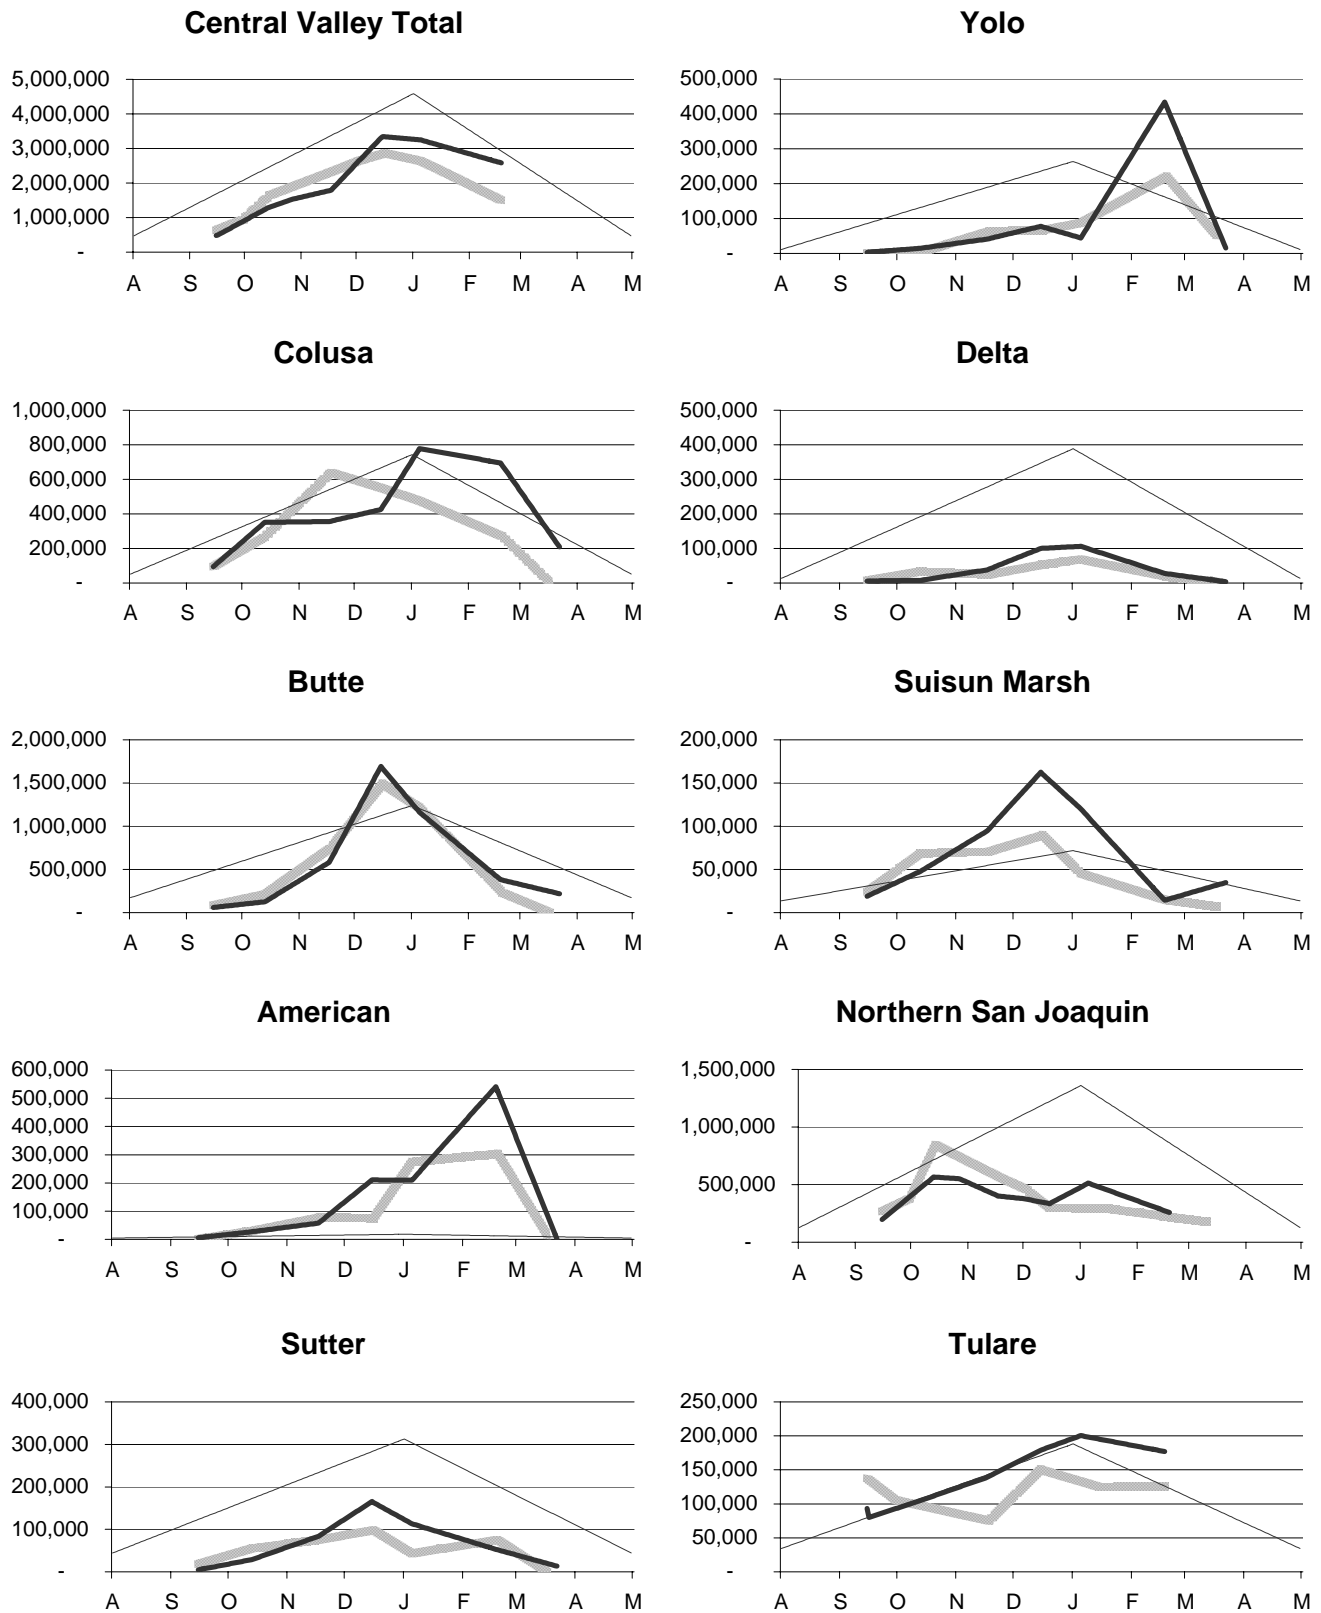 Central Valley Total
5,000,000
4,000,000
3,000,000
2,000,000
1,000,000
-
A S O N D J F M A M
Yolo
500,000
400,000
300,000
200,000
100,000
-
A S O N D J F M A M
Colusa
1,000,000
800,000
600,000
400,000
200,000
-
A S O N D J F M A M
Delta
500,000
400,000
300,000
200,000
100,000
-
A S O N D J F M A M
Butte
2,000,000
1,500,000
1,000,000
500,000
-
A S O N D J F M A M
Suisun Marsh
200,000
150,000
100,000
50,000
-
A S O N D J F M A M
American
600,000
500,000
400,000
300,000
200,000
100,000
-
A S O N D J F M A M
Northern San Joaquin
1,500,000
1,000,000
500,000
-
A S O N D J F M A M
Sutter
400,000
300,000
200,000
100,000
-
A S O N D J F M A M
Tulare
250,000
200,000
150,000
100,000
50,000
-
A S O N D J F M A M